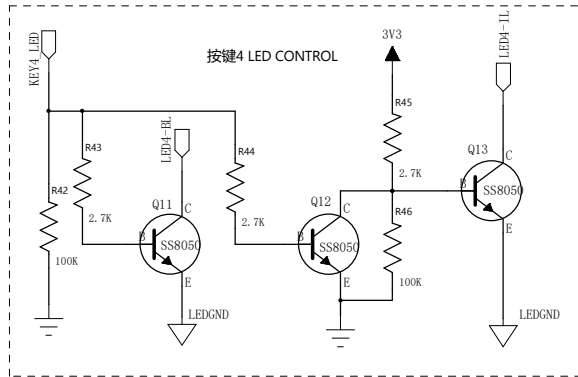 KEY4_LED
按键4 LED CONTROL
3V3
LED4-IL
R43
LED4-BL
R44
R45
Q13
C
R42
2.7K
Q11
C
2.7K
Q12
C
2.7K
R46
B
SS8050
B
SS8050
B
SS8050
E
100K
E
E
100K
LEDGND
LEDGND